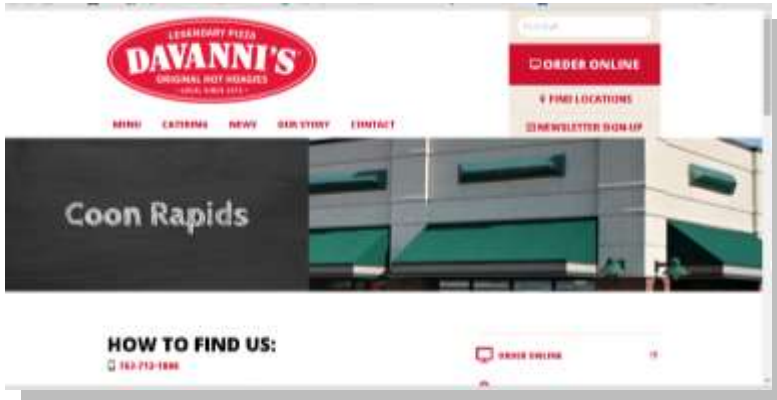 LEGENDARY PIZZA
DAVANNI'S
ORIGINAL HOT HOAGIES
ORDER ONLINE
FIND LOCATIONS
NEWSLETTER SIGN-UP
MENU CATERING NEWS OUR STORY CONTACT
Coon Rapids
HOW TO FIND US:
ORDER ONLINE